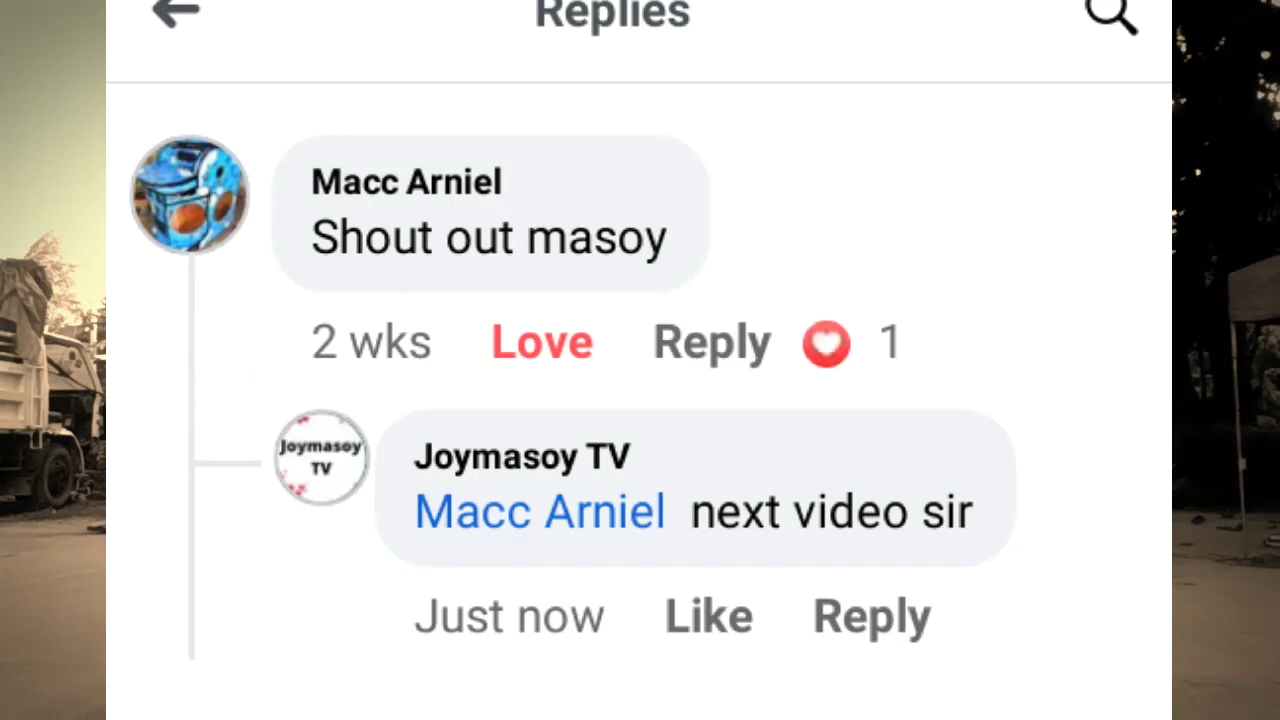 Replies
Macc Arniel
Shout out masoy
2 wks Love Reply 1
Joymasoy
TV
Joymasoy TV
Macc Arniel next video sir
Just now Like Reply